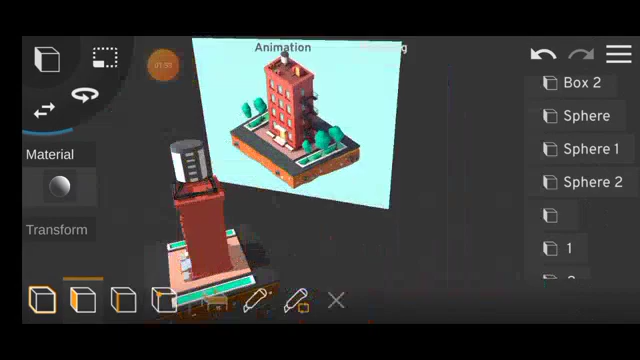 Animation
Box 2
Sphere
Sphere 1
Material
Sphere 2
Transform
1